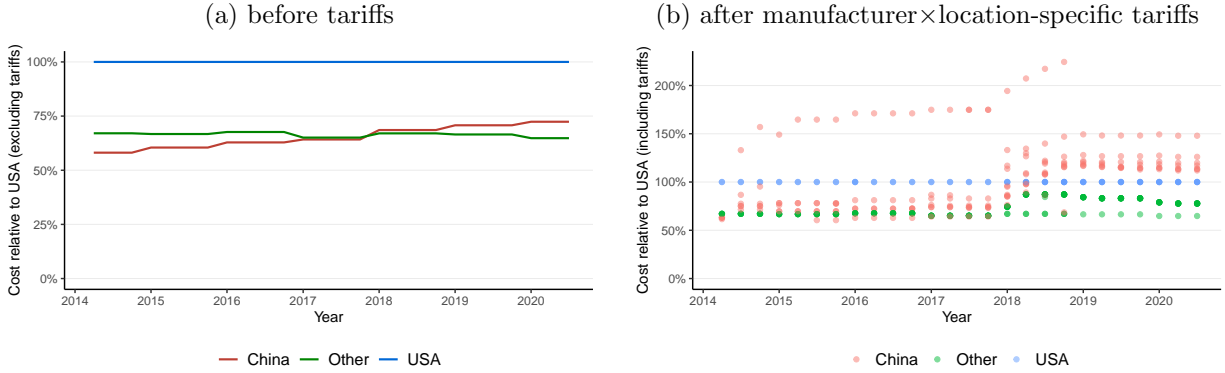 (a) before tariffs
Cost relative to USA (excluding tariffs)
100%
75%
50%
25%
0%
2014 2015 2016 2017 2018 2019 2020
Year
China Other USA
(b) after manufacturer×location-specific tariffs
Cost relative to USA (including tariffs)
200%
150%
100%
50%
0%
2014 2015 2016 2017 2018 2019 2020
Year
China Other USA